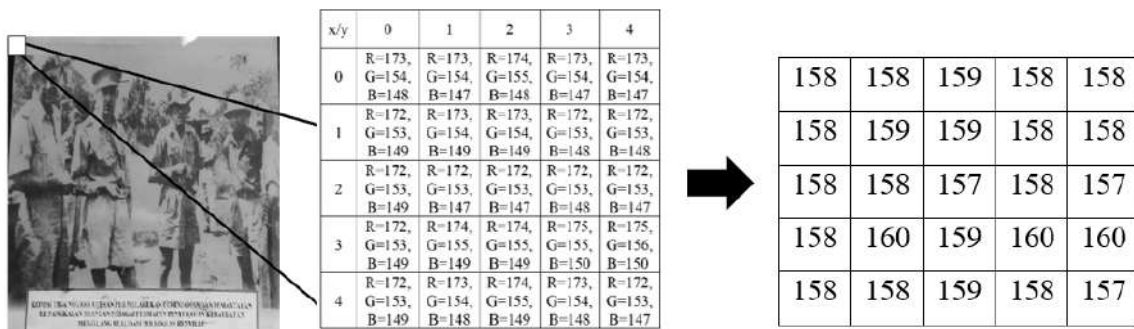 x/y 0 1 2 3 4
0 R=173, G=154, B=148 R=173, G=154, B=147 R=174, G=155, B=148 R=173, G=154, B=147 R=173, G=154, B=147
1 R=172, G=153, B=149 R=173, G=154, B=149 R=173, G=154, B=149 R=172, G=153, B=148 R=172, G=153, B=148
2 R=172, G=153, B=149 R=172, G=153, B=147 R=172, G=153, B=147 R=172, G=153, B=148 R=172, G=153, B=147
3 R=172, G=153, B=149 R=174, G=155, B=149 R=174, G=155, B=149 R=175, G=155, B=150 R=175, G=156, B=150
4 R=172, G=153, B=149 R=173, G=154, B=148 R=174, G=155, B=149 R=173, G=154, B=148 R=172, G=153, B=147
158 158 159 158 158
158 159 159 158 158
158 158 157 158 157
158 160 159 160 160
158 158 159 158 157